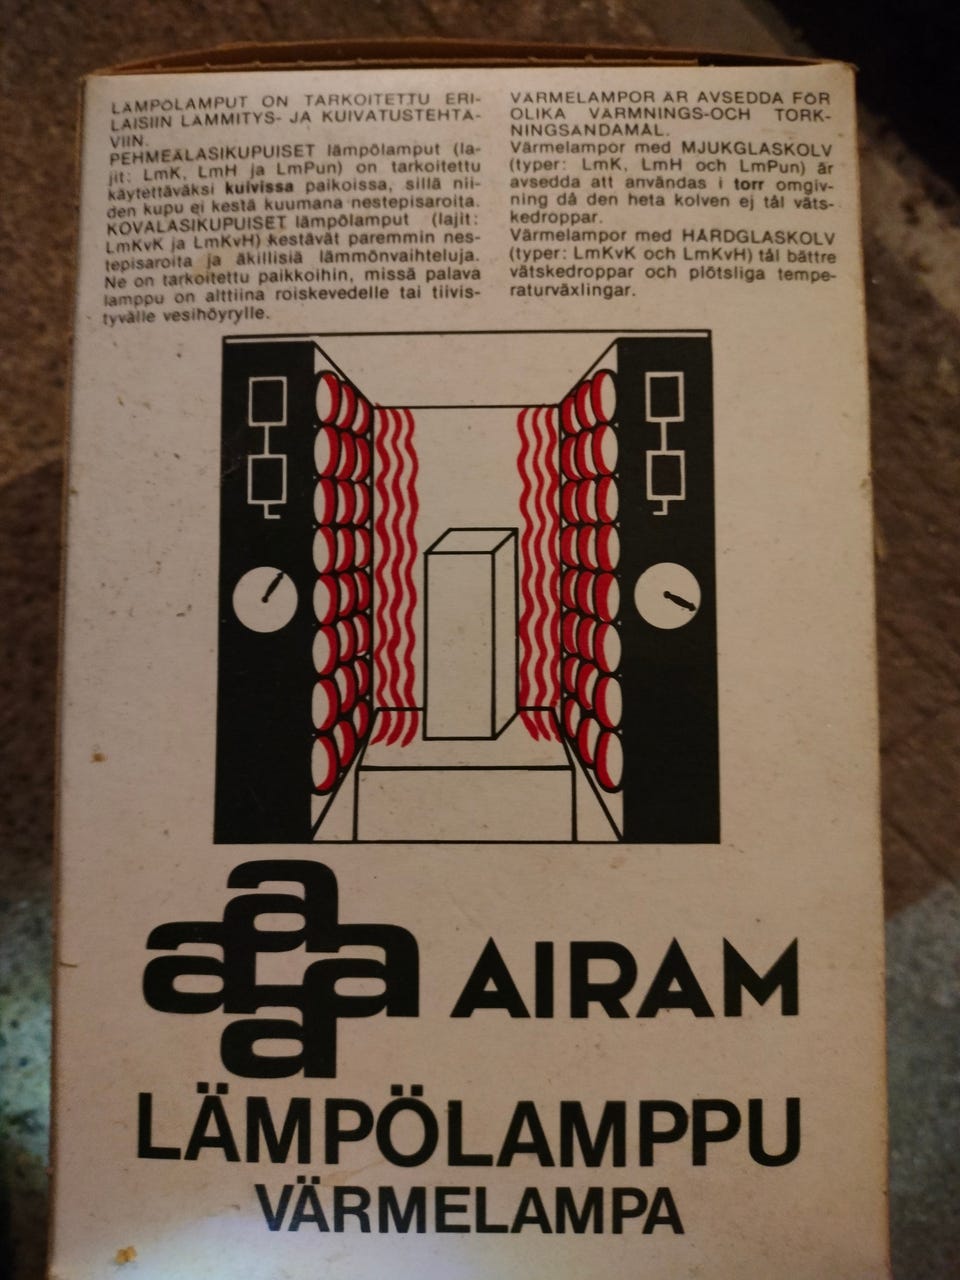 LÄMPÖLAMPUT ON TARKOITETTU ERI-
LAISIIN LÄMMITYS- JA KUIVATUSTEHTÄ-
VIIN.
PEHMEÄLASIKUPUISET lämpölamput (la-
jit: LmK, LmH ja LmPun) on tarkoitettu
käytettäväksi kuivissa paikoissa, sillä nii-
den kupu ei kestä kuumana nestepisaroita.
KOVALASIKUPUISET lämpölamput (lajit:
LmKvK ja LmKvH) kestävät paremmin nes-
tepisaroita ja äkillisiä lämmönvaihteluja.
Ne on tarkoitettu paikkoihin, missä palava
lamppu on alttiina roiskevedelle tai tiivis-
tyvälle vesihöyrylle.
VÄRMELAMPOR ÄR AVSEDDA FÖR
OLIKA VÄRMNINGS-OCH TORK-
NINGSÄNDAMÅL.
Värmelampor med MJUKGLASKOLV
(typer: LmK, LmH och LmPun) är
avsedda att användas i torr omgiv-
ning då den heta kolven ej tål väts-
kedroppar.
Värmelampor med HÅRDGLASKOLV
(typer: LmKvK och LmKvH) tål bättre
vätskedroppar och plötsliga tempe-
raturväxlingar.
aaaa AIRAM
LÄMPÖLAMPPU
VÄRMELAMPA